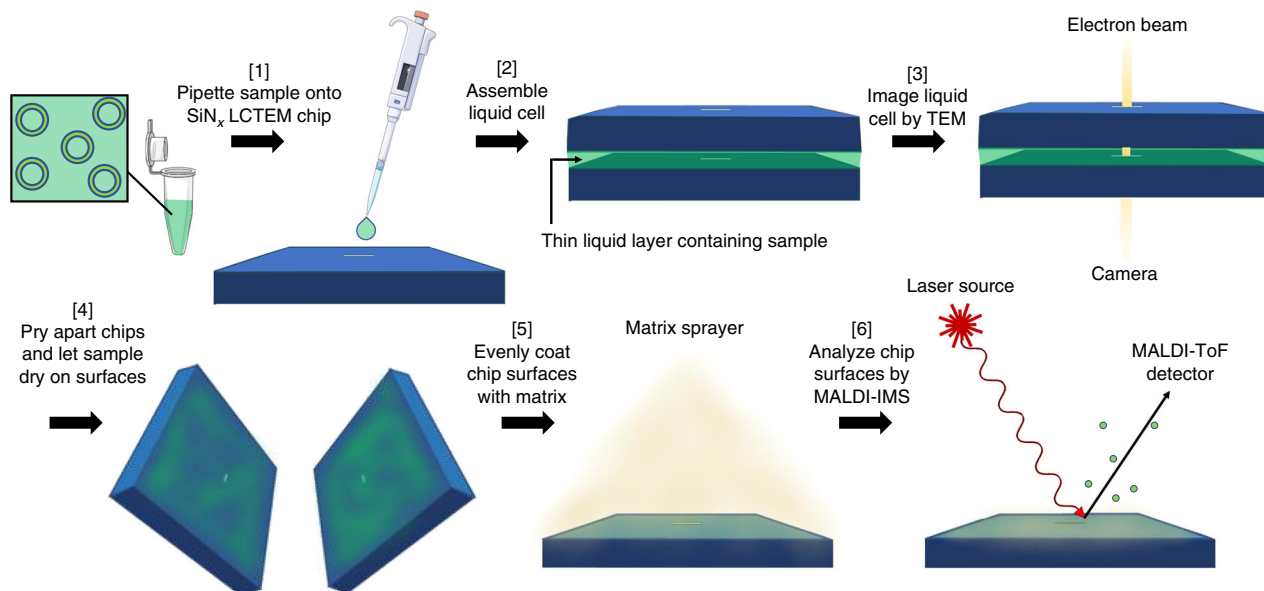 [1]
Pipette sample onto
SiNx LCTEM chip
[2]
Assemble
liquid cell
Thin liquid layer containing sample
[3]
Image liquid
cell by TEM
Electron beam
Camera
[4]
Pry apart chips
and let sample
dry on surfaces
[5]
Evenly coat
chip surfaces
with matrix
Matrix sprayer
[6]
Analyze chip
surfaces by
MALDI-IMS
Laser source
MALDI-ToF
detector